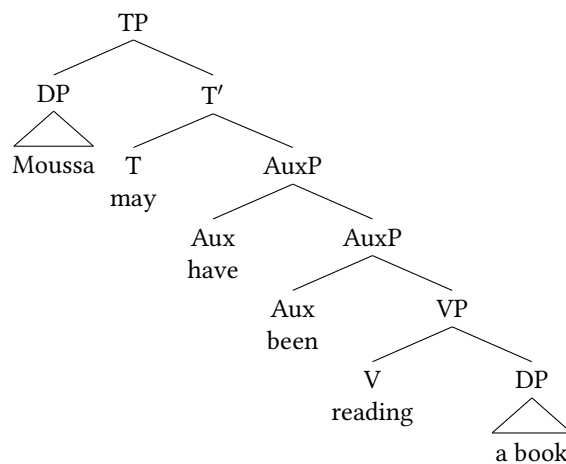 TP
DP T′
Moussa T AuxP
may
Aux AuxP
have
Aux VP
been
V DP
reading
a book